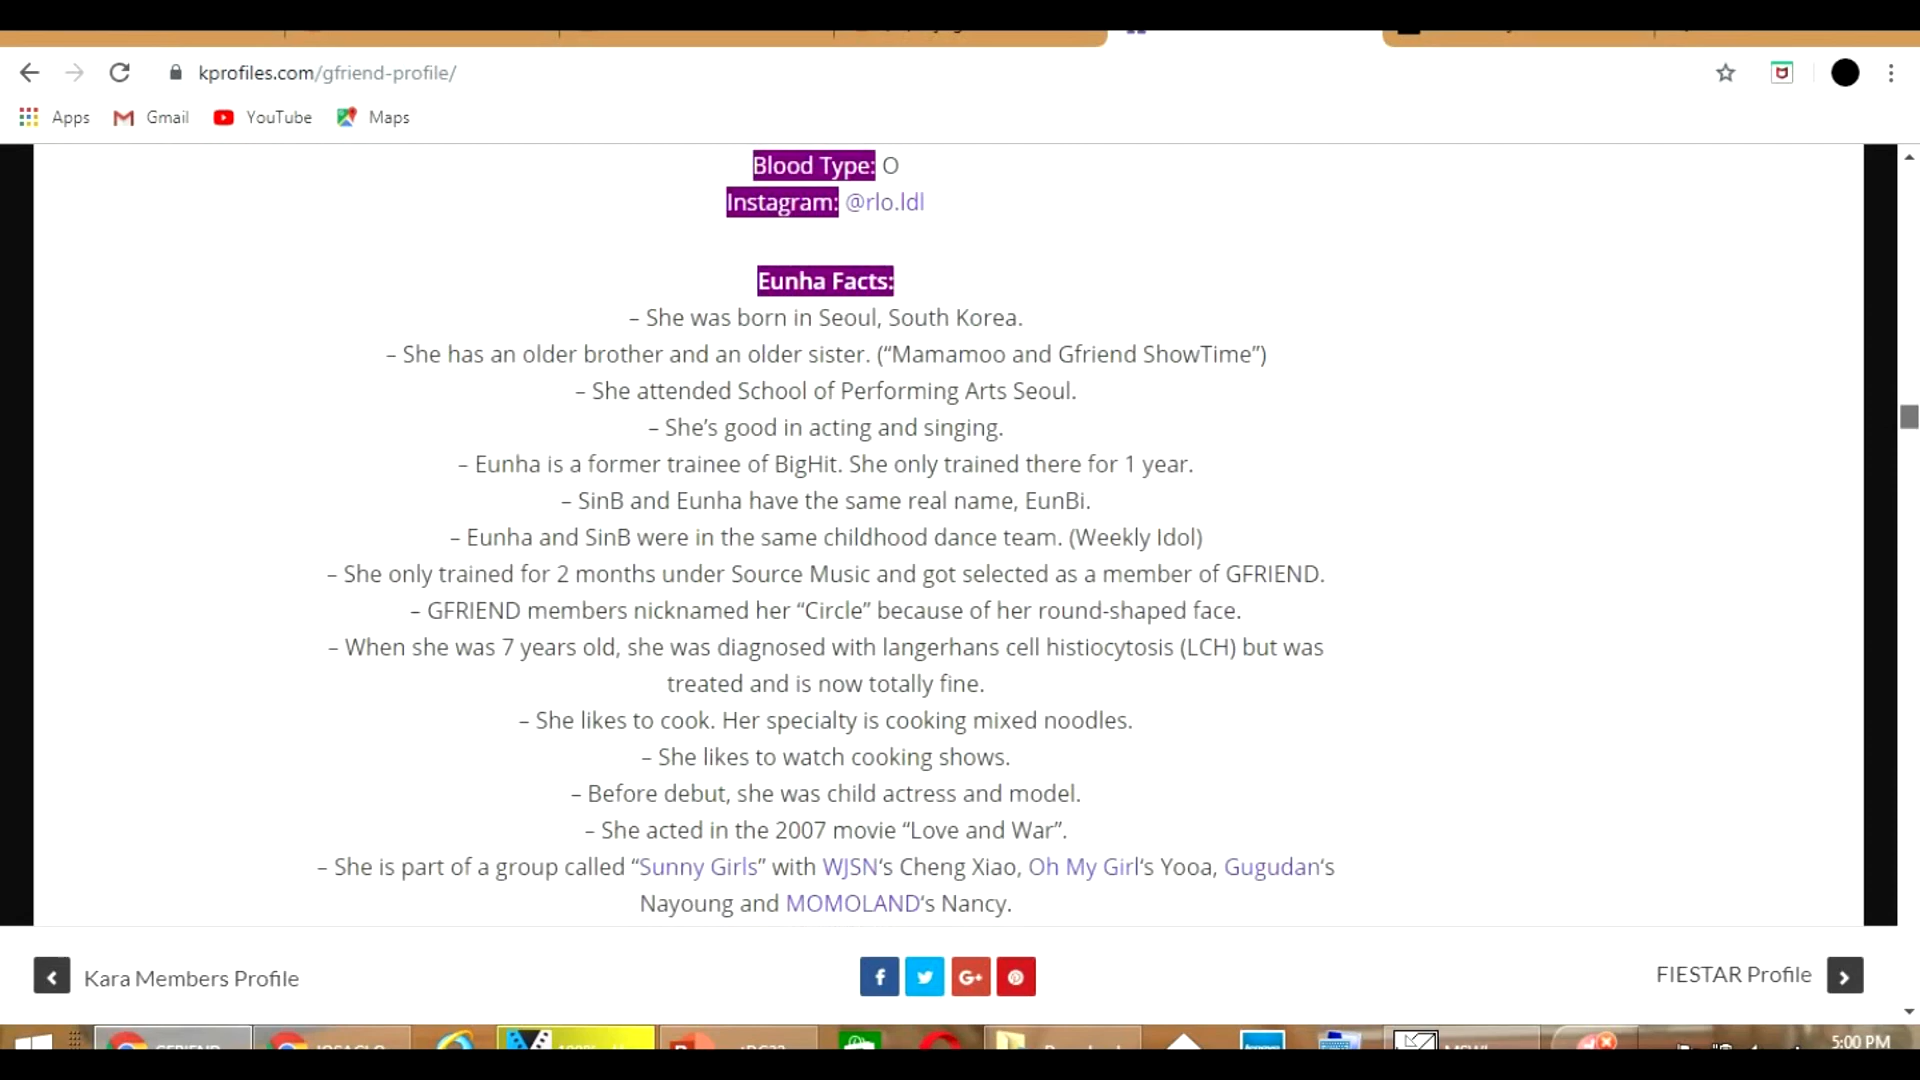 kprofiles.com/gfriend-profile/
Apps Gmail YouTube Maps
Blood Type: O
Instagram: @rlo.ldl
Eunha Facts:
– She was born in Seoul, South Korea.
– She has an older brother and an older sister. (“Mamamoo and Gfriend ShowTime”)
– She attended School of Performing Arts Seoul.
– She’s good in acting and singing.
– Eunha is a former trainee of BigHit. She only trained there for 1 year.
– SinB and Eunha have the same real name, EunBi.
– Eunha and SinB were in the same childhood dance team. (Weekly Idol)
– She only trained for 2 months under Source Music and got selected as a member of GFRIEND.
– GFRIEND members nicknamed her “Circle” because of her round-shaped face.
– When she was 7 years old, she was diagnosed with langerhans cell histiocytosis (LCH) but was
treated and is now totally fine.
– She likes to cook. Her specialty is cooking mixed noodles.
– She likes to watch cooking shows.
– Before debut, she was child actress and model.
– She acted in the 2007 movie “Love and War”.
– She is part of a group called “Sunny Girls” with WJSN‘s Cheng Xiao, Oh My Girl‘s Yooa, Gugudan‘s
Nayoung and MOMOLAND‘s Nancy.
Kara Members Profile
G+
FIESTAR Profile
5:00 PM